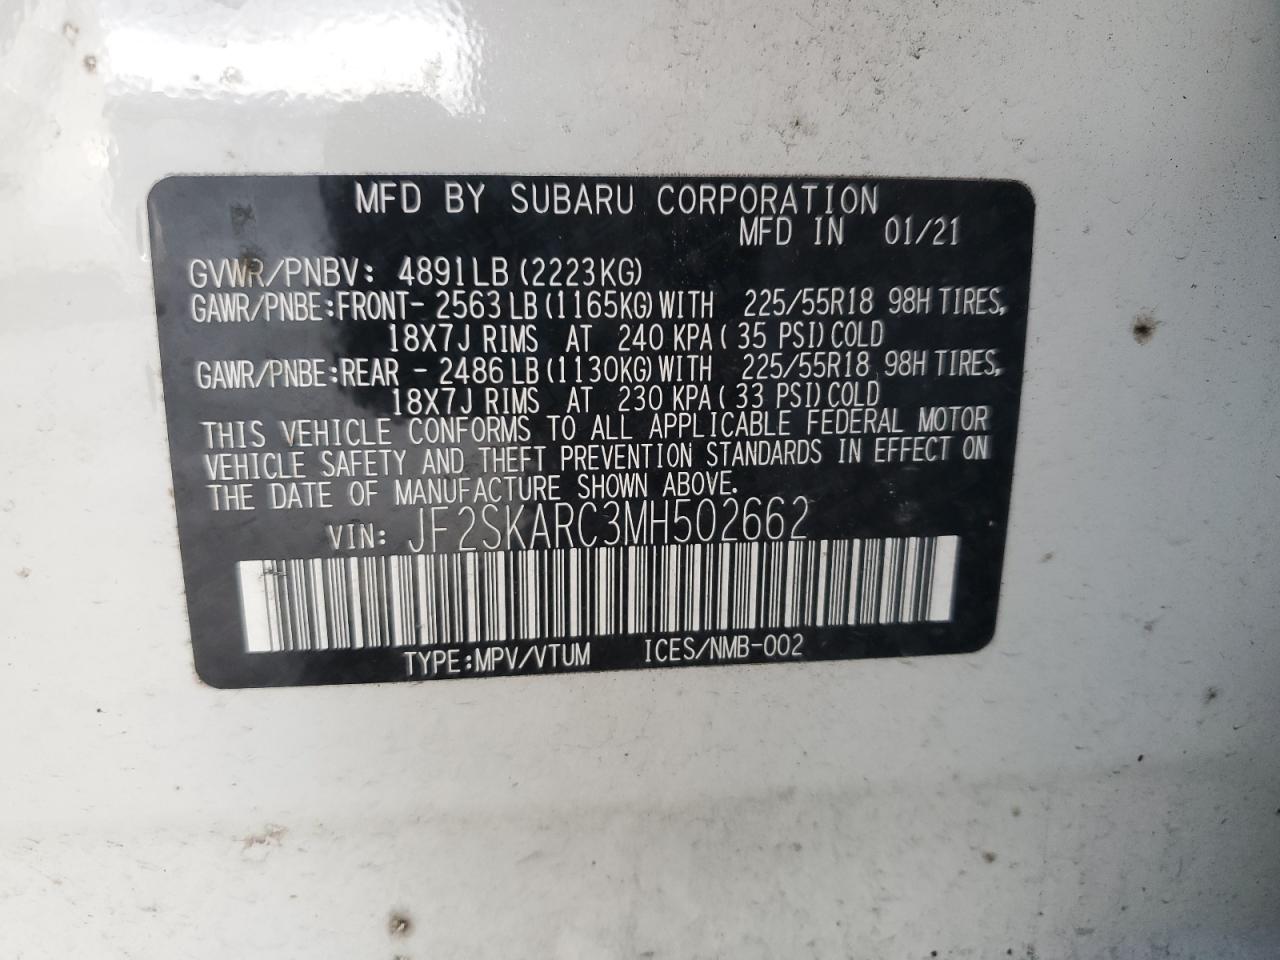 MFD BY SUBARU CORPORATION
MFD IN 01/21
GVWR/PNBV: 4891LB (2223KG)
GAWR/PNBE:FRONT- 2563 LB (1165KG) WITH 225/55R18 98H TIRES,
18X7J RIMS AT 240 KPA ( 35 PSI) COLD
GAWR/PNBE:REAR - 2486 LB (1130KG) WITH 225/55R18 98H TIRES,
18X7J RIMS AT 230 KPA ( 33 PSI) COLD
THIS VEHICLE CONFORMS TO ALL APPLICABLE FEDERAL MOTOR
VEHICLE SAFETY AND THEFT PREVENTION STANDARDS IN EFFECT ON
THE DATE OF MANUFACTURE SHOWN ABOVE.
VIN: JF2SKARC3MH502662
TYPE:MPV/VTUM ICES/NMB-002